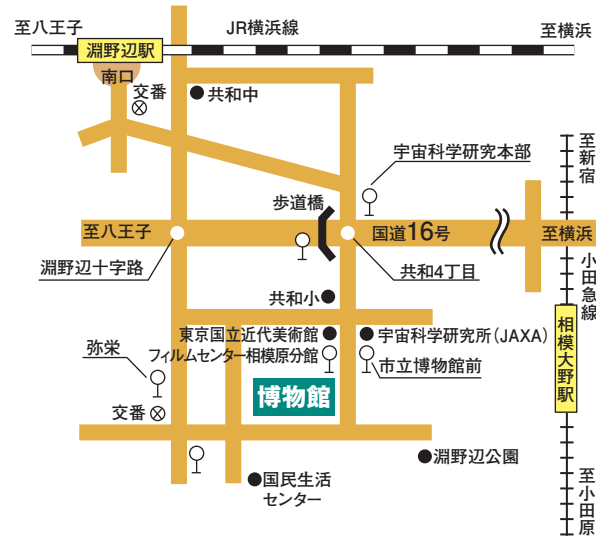 至八王子
JR横浜線
至横浜
淵野辺駅
南口
交番
共和中
宇宙科学研究本部
至新宿
歩道橋
至八王子
国道16号
至横浜
淵野辺十字路
共和4丁目
小田急線
共和小
東京国立近代美術館
フィルムセンター相模原分館
宇宙科学研究所(JAXA)
市立博物館前
相模大野駅
弥栄
博物館
交番
淵野辺公園
国民生活
センター
至小田原